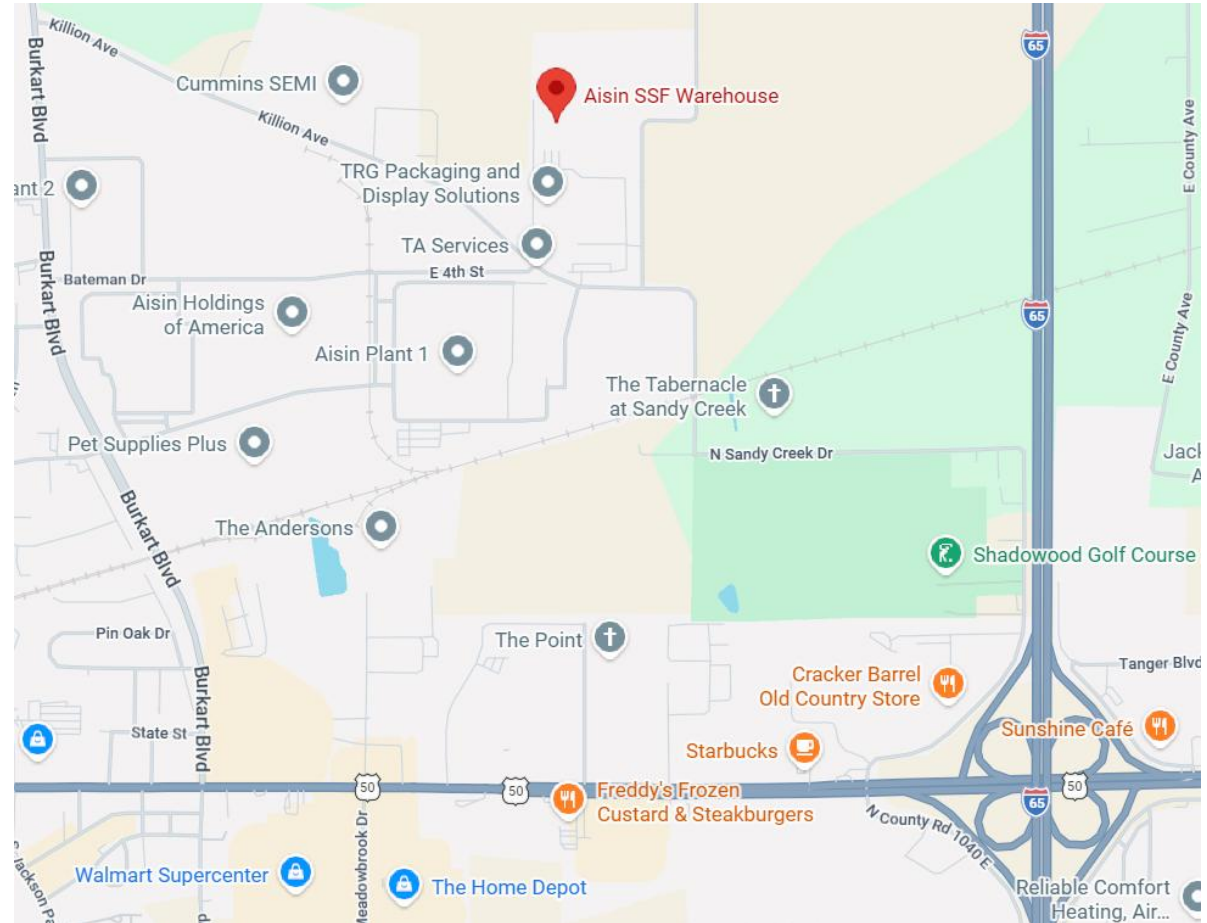 Killion Ave
65
Burkart Blvd
Cummins SEMI
Aisin SSF Warehouse
Killion Ave
E County Ave
TRG Packaging and
Display Solutions
ant 2
TA Services
E 4th St
Bateman Dr
Burkart Blvd
Aisin Holdings
of America
65
E County Ave
Aisin Plant 1
The Tabernacle
at Sandy Creek
Pet Supplies Plus
N Sandy Creek Dr
Jack
A
Burkart Blvd
The Andersons
Shadowood Golf Course
Pin Oak Dr
The Point
Tanger Blvd
Burkart Blvd
Cracker Barrel
Old Country Store
State St
Sunshine Café
Starbucks
50
50
50
65
Freddy's Frozen
Custard & Steakburgers
N County Rd 1040 E
S Jackson Pa
Meadowbrook Dr
Walmart Supercenter
The Home Depot
Reliable Comfort
Heating, Air...